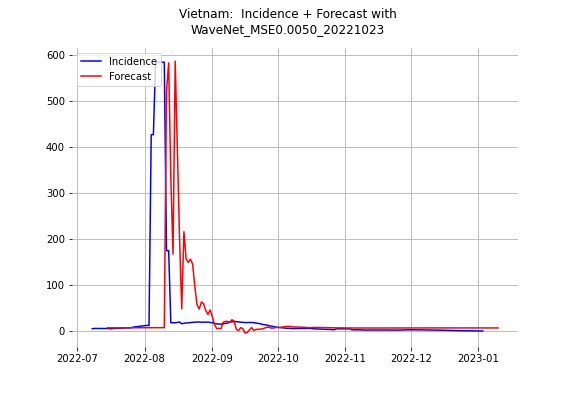 Vietnam:  Incidence + Forecast with
WaveNet_MSE0.0050_20221023
Incidence
Forecast
600
500
400
300
200
100
0
2022-07 2022-08 2022-09 2022-10 2022-11 2022-12 2023-01